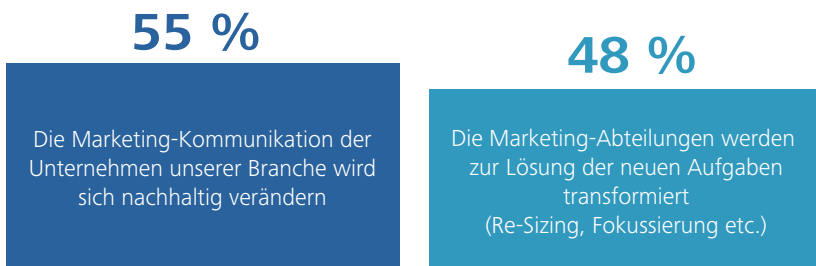 55 %
Die Marketing-Kommunikation der
Unternehmen unserer Branche wird
sich nachhaltig verändern
48 %
Die Marketing-Abteilungen werden
zur Lösung der neuen Aufgaben
transformiert
(Re-Sizing, Fokussierung etc.)